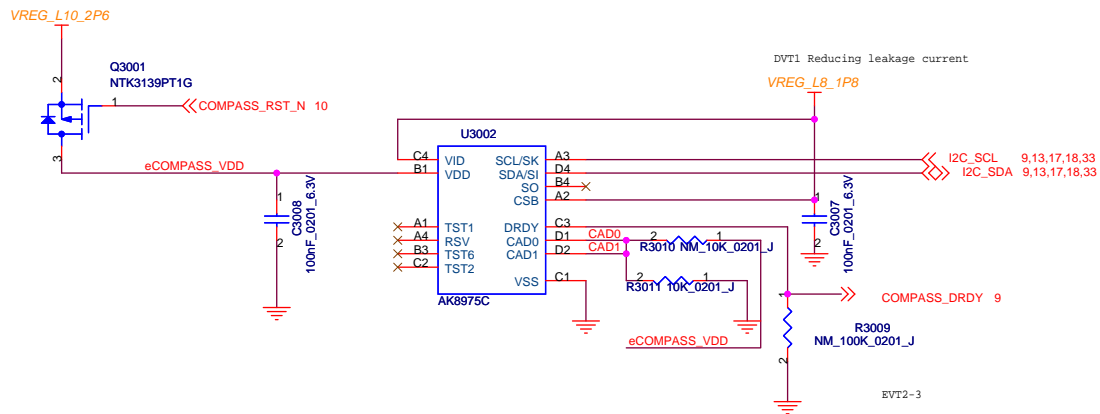 VREG_L10_2P6
Q3001
NTK3139PT1G
2
1
3
COMPASS_RST_N 10
DVT1 Reducing leakage current
VREG_L8_1P8
eCOMPASS_VDD
1
C3008
100nF_0201_6.3V
2
U3002
C4 VID SCL/SK A3
B1 VDD SDA/SI D4
SO B4
CSB A2
A1 TST1 DRDY C3
A4 RSV CAD0 D1
B3 TST6 CAD1 D2
C2 TST2
VSS C1
AK8975C
I2C_SCL 9,13,17,18,33
I2C_SDA 9,13,17,18,33
1
C3007
100nF_0201_6.3V
2
CAD0
CAD1
2 1
R3010 NM_10K_0201_J
2 1
R3011 10K_0201_J
eCOMPASS_VDD
COMPASS_DRDY 9
1
R3009
NM_100K_0201_J
2
EVT2-3